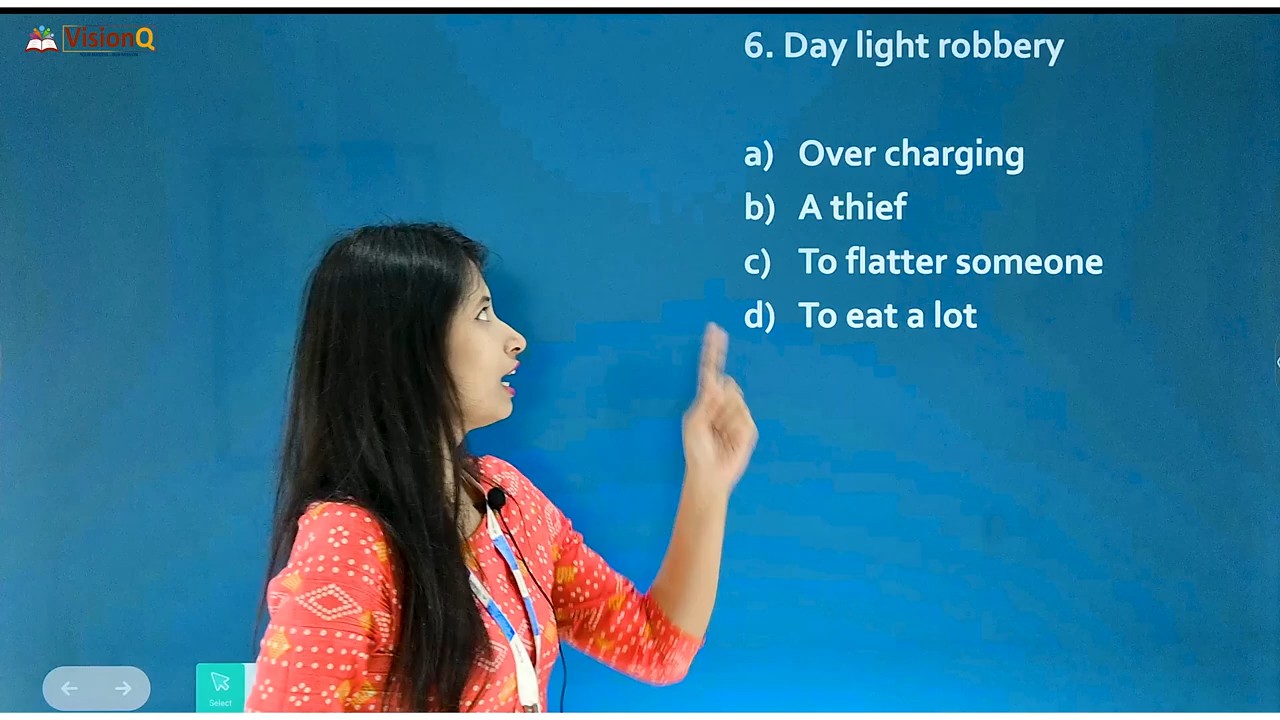 VisionQ
6. Day light robbery
a) Over charging
b) A thief
c) To flatter someone
d) To eat a lot
Select